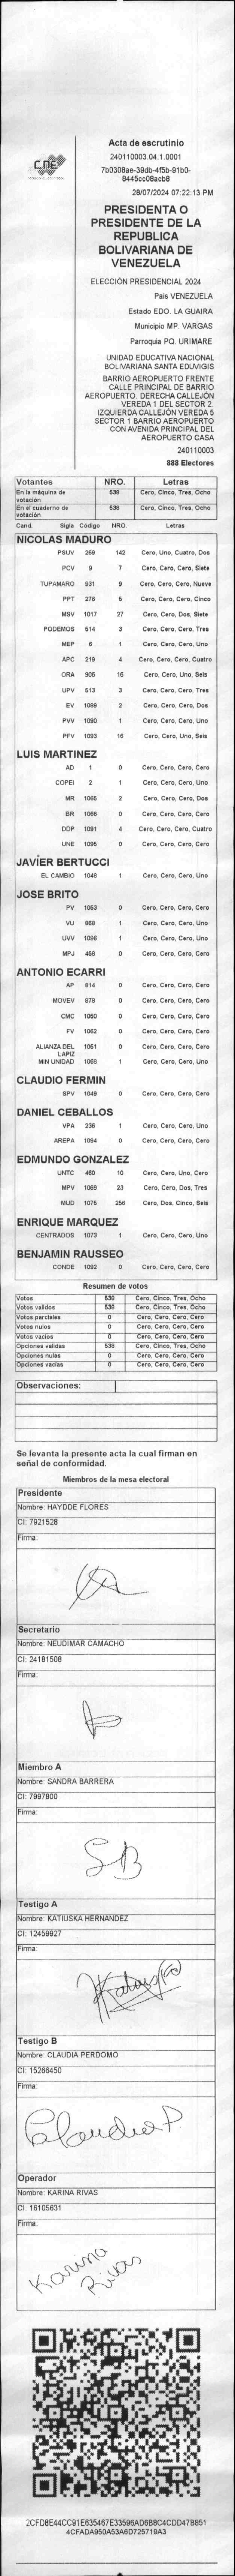 CNE
Acta de escrutinio
240110003.04.1.0001
7b0308ae-39db-4f5b-91b0-
8445cc08acb8
28/07/2024 07:22:13 PM
PRESIDENTA O
PRESIDENTE DE LA
REPUBLICA
BOLIVARIANA DE
VENEZUELA
ELECCIÓN PRESIDENCIAL 2024
País VENEZUELA
Estado EDO. LA GUAIRA
Municipio MP. VARGAS
Parroquia PQ. URIMARE
UNIDAD EDUCATIVA NACIONAL
BOLIVARIANA SANTA EDUVIGIS
BARRIO AEROPUERTO FRENTE
CALLE PRINCIPAL DE BARRIO
AEROPUERTO. DERECHA CALLEJÓN
VEREDA 1 DEL SECTOR 2.
IZQUIERDA CALLEJÓN VEREDA 5
SECTOR 1 BARRIO AEROPUERTO
CON AVENIDA PRINCIPAL DEL
AEROPUERTO CASA
240110003
888 Electores
Votantes NRO. Letras
En la máquina de votación 538 Cero, Cinco, Tres, Ocho
En el cuaderno de votación 538 Cero, Cinco, Tres, Ocho
Cand. Sigla Código NRO. Letras
NICOLAS MADURO
PSUV 269 142 Cero, Uno, Cuatro, Dos
PCV 9 7 Cero, Cero, Cero, Siete
TUPAMARO 931 9 Cero, Cero, Cero, Nueve
PPT 276 5 Cero, Cero, Cero, Cinco
MSV 1017 27 Cero, Cero, Dos, Siete
PODEMOS 514 3 Cero, Cero, Cero, Tres
MEP 6 1 Cero, Cero, Cero, Uno
APC 219 4 Cero, Cero, Cero, Cuatro
ORA 906 16 Cero, Cero, Uno, Seis
UPV 513 3 Cero, Cero, Cero, Tres
EV 1089 2 Cero, Cero, Cero, Dos
PVV 1090 1 Cero, Cero, Cero, Uno
PFV 1093 16 Cero, Cero, Uno, Seis
LUIS MARTINEZ
AD 1 0 Cero, Cero, Cero, Cero
COPEI 2 1 Cero, Cero, Cero, Uno
MR 1065 2 Cero, Cero, Cero, Dos
BR 1066 0 Cero, Cero, Cero, Cero
DDP 1091 4 Cero, Cero, Cero, Cuatro
UNE 1095 0 Cero, Cero, Cero, Cero
JAVIER BERTUCCI
EL CAMBIO 1048 1 Cero, Cero, Cero, Uno
JOSE BRITO
PV 1053 0 Cero, Cero, Cero, Cero
VU 868 1 Cero, Cero, Cero, Uno
UVV 1096 1 Cero, Cero, Cero, Uno
MPJ 458 0 Cero, Cero, Cero, Cero
ANTONIO ECARRI
AP 814 0 Cero, Cero, Cero, Cero
MOVEV 978 0 Cero, Cero, Cero, Cero
CMC 1050 0 Cero, Cero, Cero, Cero
FV 1062 0 Cero, Cero, Cero, Cero
ALIANZA DEL LAPIZ 1051 0 Cero, Cero, Cero, Cero
MIN UNIDAD 1068 1 Cero, Cero, Cero, Uno
CLAUDIO FERMIN
SPV 1049 0 Cero, Cero, Cero, Cero
DANIEL CEBALLOS
VPA 236 1 Cero, Cero, Cero, Uno
AREPA 1094 0 Cero, Cero, Cero, Cero
EDMUNDO GONZALEZ
UNTC 460 10 Cero, Cero, Uno, Cero
MPV 1069 23 Cero, Cero, Dos, Tres
MUD 1075 256 Cero, Dos, Cinco, Seis
ENRIQUE MARQUEZ
CENTRADOS 1073 1 Cero, Cero, Cero, Uno
BENJAMIN RAUSSEO
CONDE 1092 0 Cero, Cero, Cero, Cero
Resumen de votos
Votos 538 Cero, Cinco, Tres, Ocho
Votos validos 538 Cero, Cinco, Tres, Ocho
Votos parciales 0 Cero, Cero, Cero, Cero
Votos nulos 0 Cero, Cero, Cero, Cero
Votos vacios 0 Cero, Cero, Cero, Cero
Opciones validas 538 Cero, Cinco, Tres, Ocho
Opciones nulas 0 Cero, Cero, Cero, Cero
Opciones vacias 0 Cero, Cero, Cero, Cero
Observaciones:
Se levanta la presente acta la cual firman en
señal de conformidad.
Miembros de la mesa electoral
Presidente
Nombre: HAYDDE FLORES
CI: 7921528
Firma:
Secretario
Nombre: NEUDIMAR CAMACHO
CI: 24181508
Firma:
Miembro A
Nombre: SANDRA BARRERA
CI: 7997800
Firma:
SB
Testigo A
Nombre: KATIUSKA HERNANDEZ
CI: 12459927
Firma:
Testigo B
Nombre: CLAUDIA PERDOMO
CI: 15266450
Firma:
Claudia P.
Operador
Nombre: KARINA RIVAS
CI: 16105631
Firma:
Karina
Rivas
2CFD8E44CC91E635467E33596AD6B8C4CDD47B851
4CFADA950A53A6D725719A3